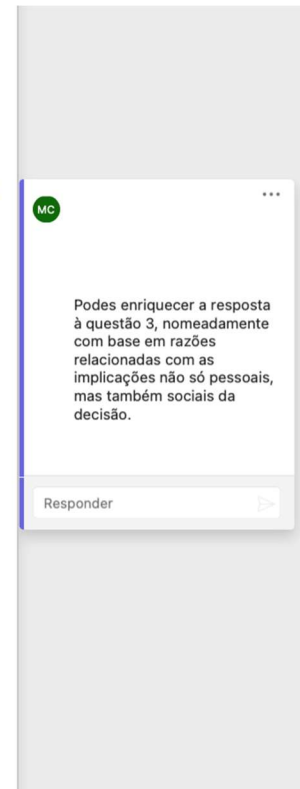 MC
Podes enriquecer a resposta
à questão 3, nomeadamente
com base em razões
relacionadas com as
implicações não só pessoais,
mas também sociais da
decisão.
Responder